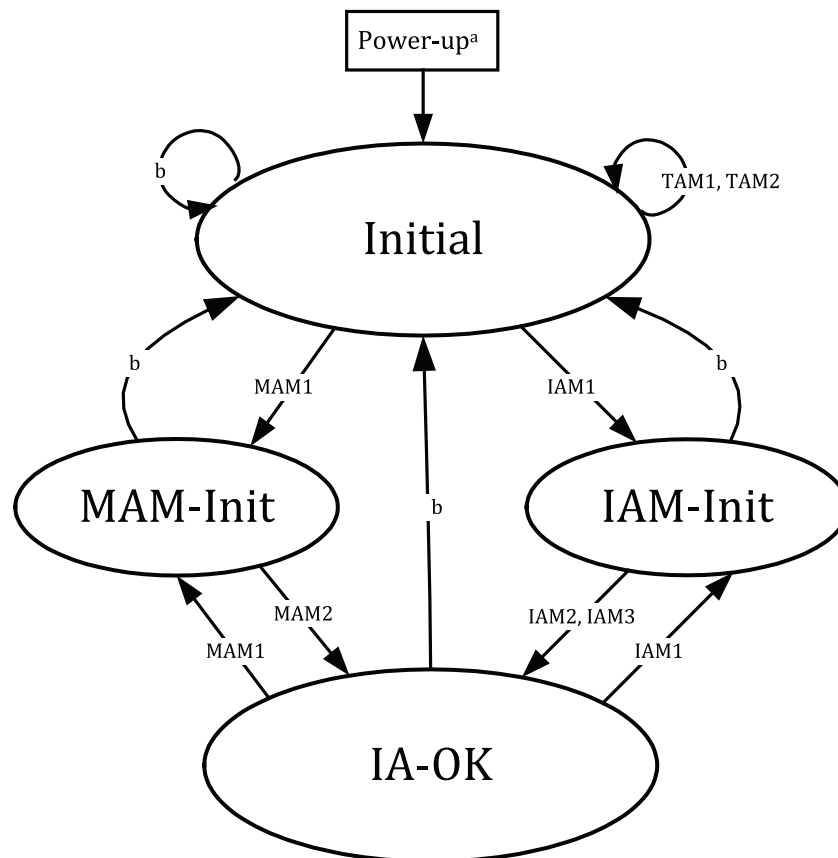 Power-upᵃ
b
TAM1, TAM2
Initial
b
MAM1
IAM1
b
MAM-Init
IAM-Init
b
MAM2
IAM2, IAM3
MAM1
IAM1
IA-OK